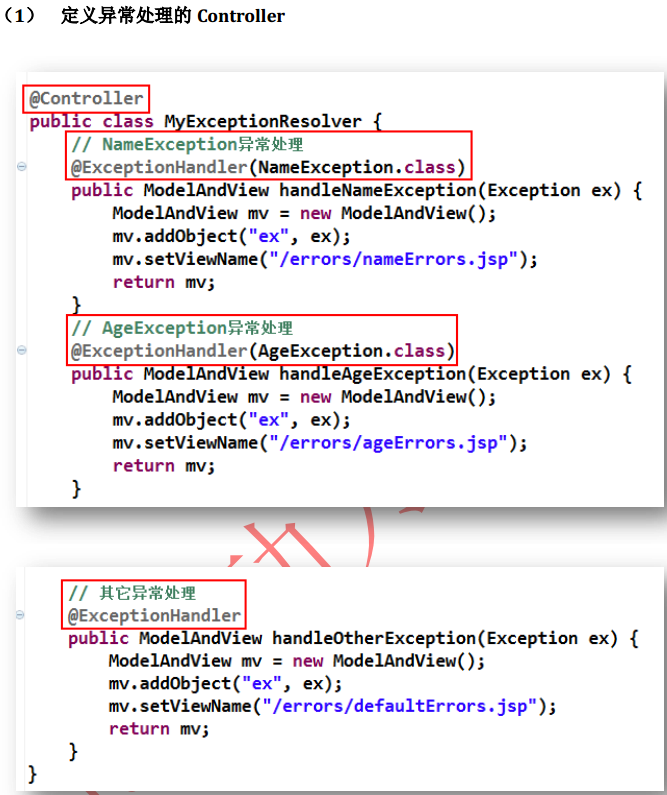 （1） 定义异常处理的 Controller
@Controller
public class MyExceptionResolver {
// NameException异常处理
@ExceptionHandler(NameException.class)
public ModelAndView handleNameException(Exception ex) {
ModelAndView mv = new ModelAndView();
mv.addObject("ex", ex);
mv.setViewName("/errors/nameErrors.jsp");
return mv;
}
// AgeException异常处理
@ExceptionHandler(AgeException.class)
public ModelAndView handleAgeException(Exception ex) {
ModelAndView mv = new ModelAndView();
mv.addObject("ex", ex);
mv.setViewName("/errors/ageErrors.jsp");
return mv;
}
// 其它异常处理
@ExceptionHandler
public ModelAndView handleOtherException(Exception ex) {
ModelAndView mv = new ModelAndView();
mv.addObject("ex", ex);
mv.setViewName("/errors/defaultErrors.jsp");
return mv;
}
}